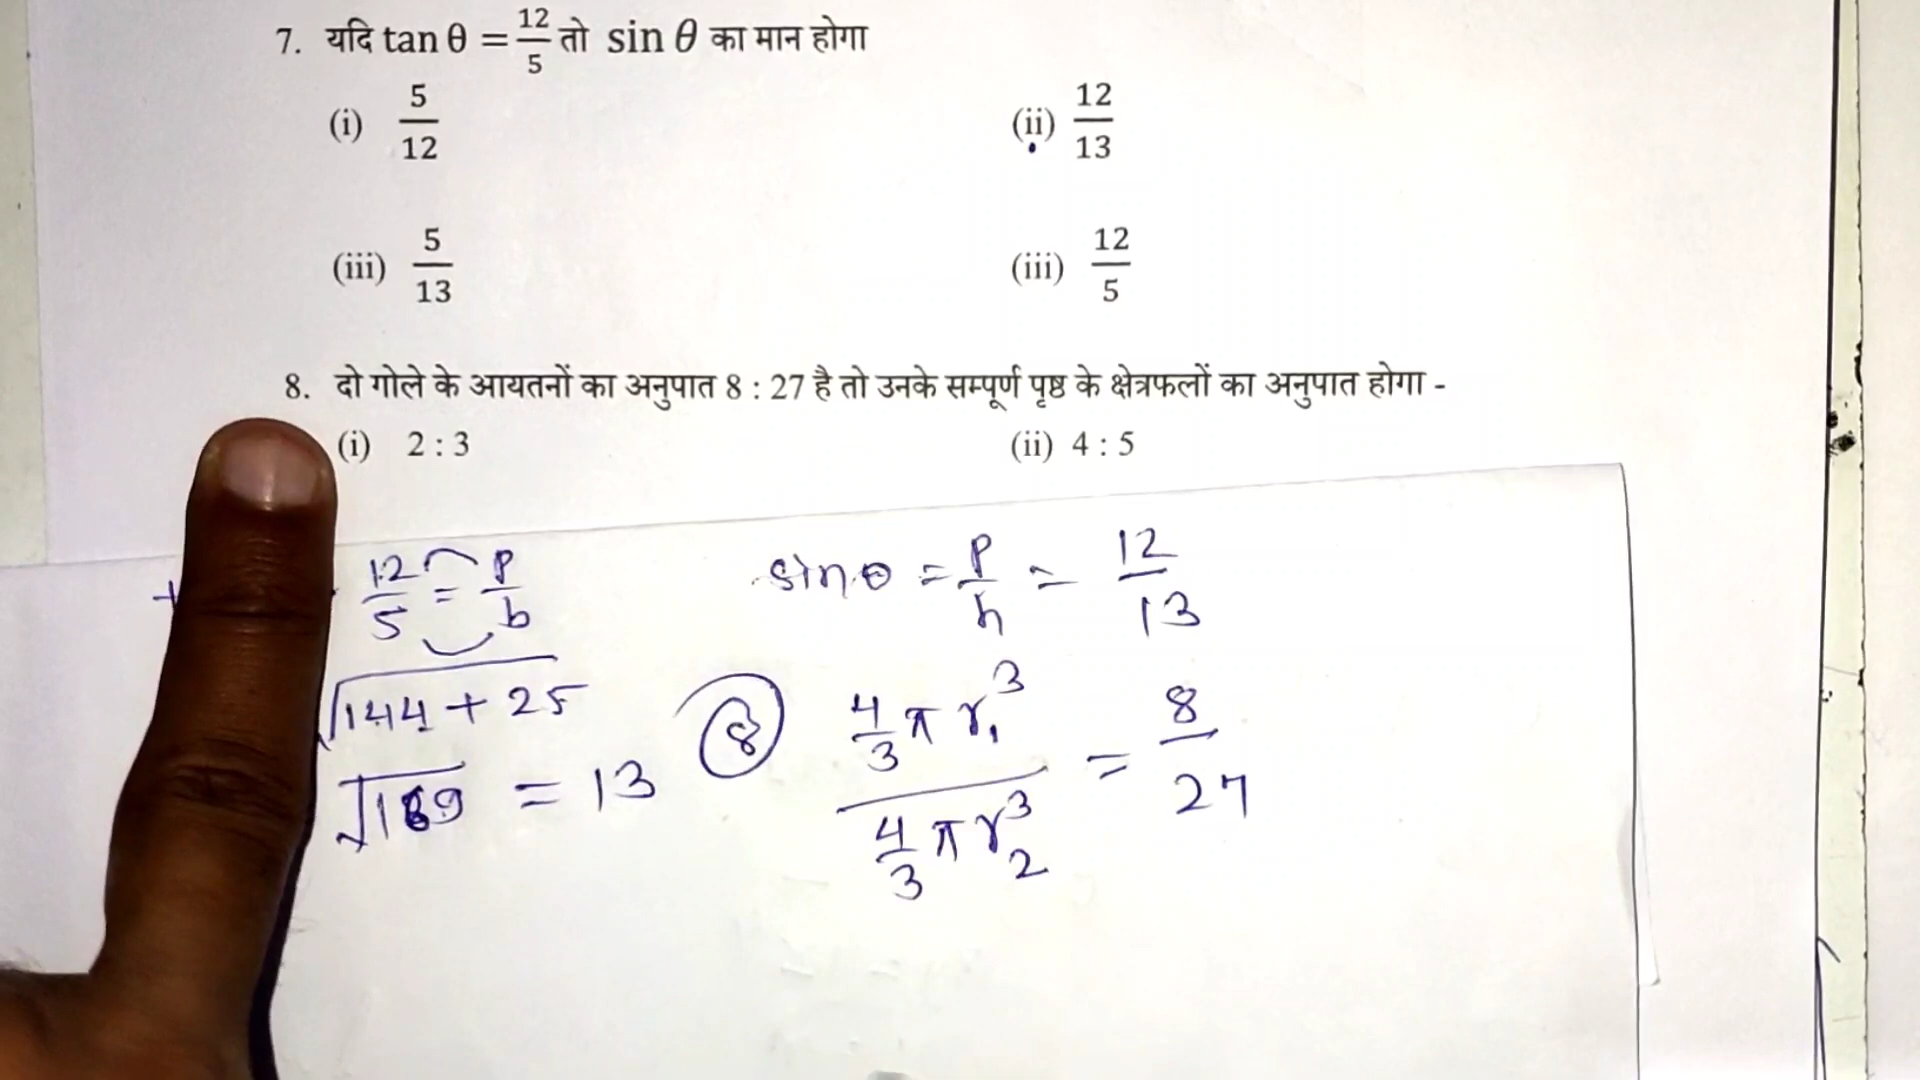 7. यदि tan θ = 12/5 तो sin θ का मान होगा
(i) 5/12 (ii) 12/13
(iii) 5/13 (iii) 12/5
8. दो गोले के आयतनों का अनुपात 8 : 27 है तो उनके सम्पूर्ण पृष्ठ के क्षेत्रफलों का अनुपात होगा -
(i) 2 : 3 (ii) 4 : 5
12/5 = p/b
√144 + 25
√169 = 13
sin θ = p/h = 12/13
8 (4/3 π r₁³)/(4/3 π r₂³) = 8/27